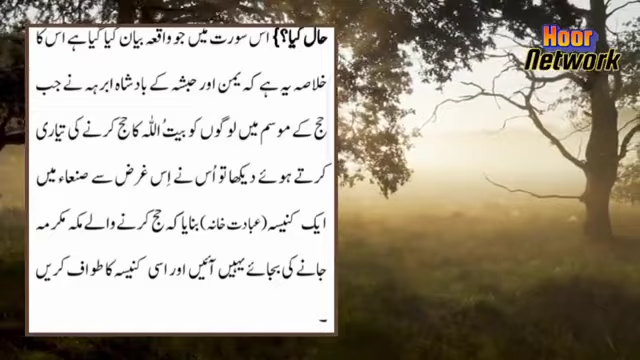 حال کیا؟} اس سورت میں جو واقعہ بیان کیا گیا ہے اس کا
خلاصہ یہ ہے کہ یمن اور حبشہ کے بادشاہ ابرہہ نے جب
حج کے موسم میں لوگوں کو بیتُ اللہ کا حج کرنے کی تیاری
کرتے ہوئے دیکھا تو اُس نے اِس غرض سے صنعاء میں
ایک کنیسہ (عبادت خانہ) بنایا کہ حج کرنے والے مکہ مکرمہ
جانے کی بجائے یہیں آئیں اور اسی کنیسہ کا طواف کریں
۔
Hoor
Network